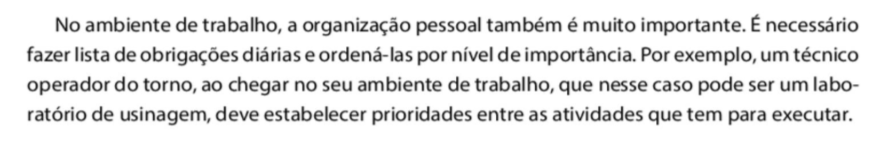 No ambiente de trabalho, a organização pessoal também é muito importante. É necessário
fazer lista de obrigações diárias e ordená-las por nível de importância. Por exemplo, um técnico
operador do torno, ao chegar no seu ambiente de trabalho, que nesse caso pode ser um labo-
ratório de usinagem, deve estabelecer prioridades entre as atividades que tem para executar.